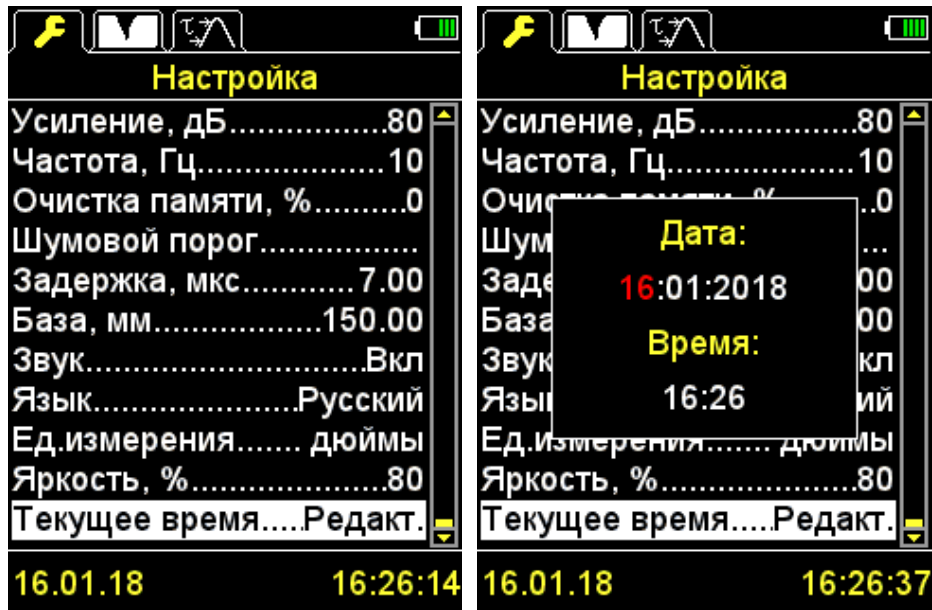 Настройка
Усиление, дБ................80
Частота, Гц...................10
Очистка памяти, %..........0
Шумовой порог................
Задержка, мкс...........7.00
База, мм................150.00
Звук............................Вкл
Язык....................Русский
Ед.измерения....... дюймы
Яркость, %...................80
Текущее время.....Редакт.
16.01.18 16:26:14
Настройка
Усиление, дБ................80
Частота, Гц...................10
Дата:
16:01:2018
Время:
16:26
Ед.измерения....... дюймы
Яркость, %...................80
Текущее время.....Редакт.
16.01.18 16:26:37